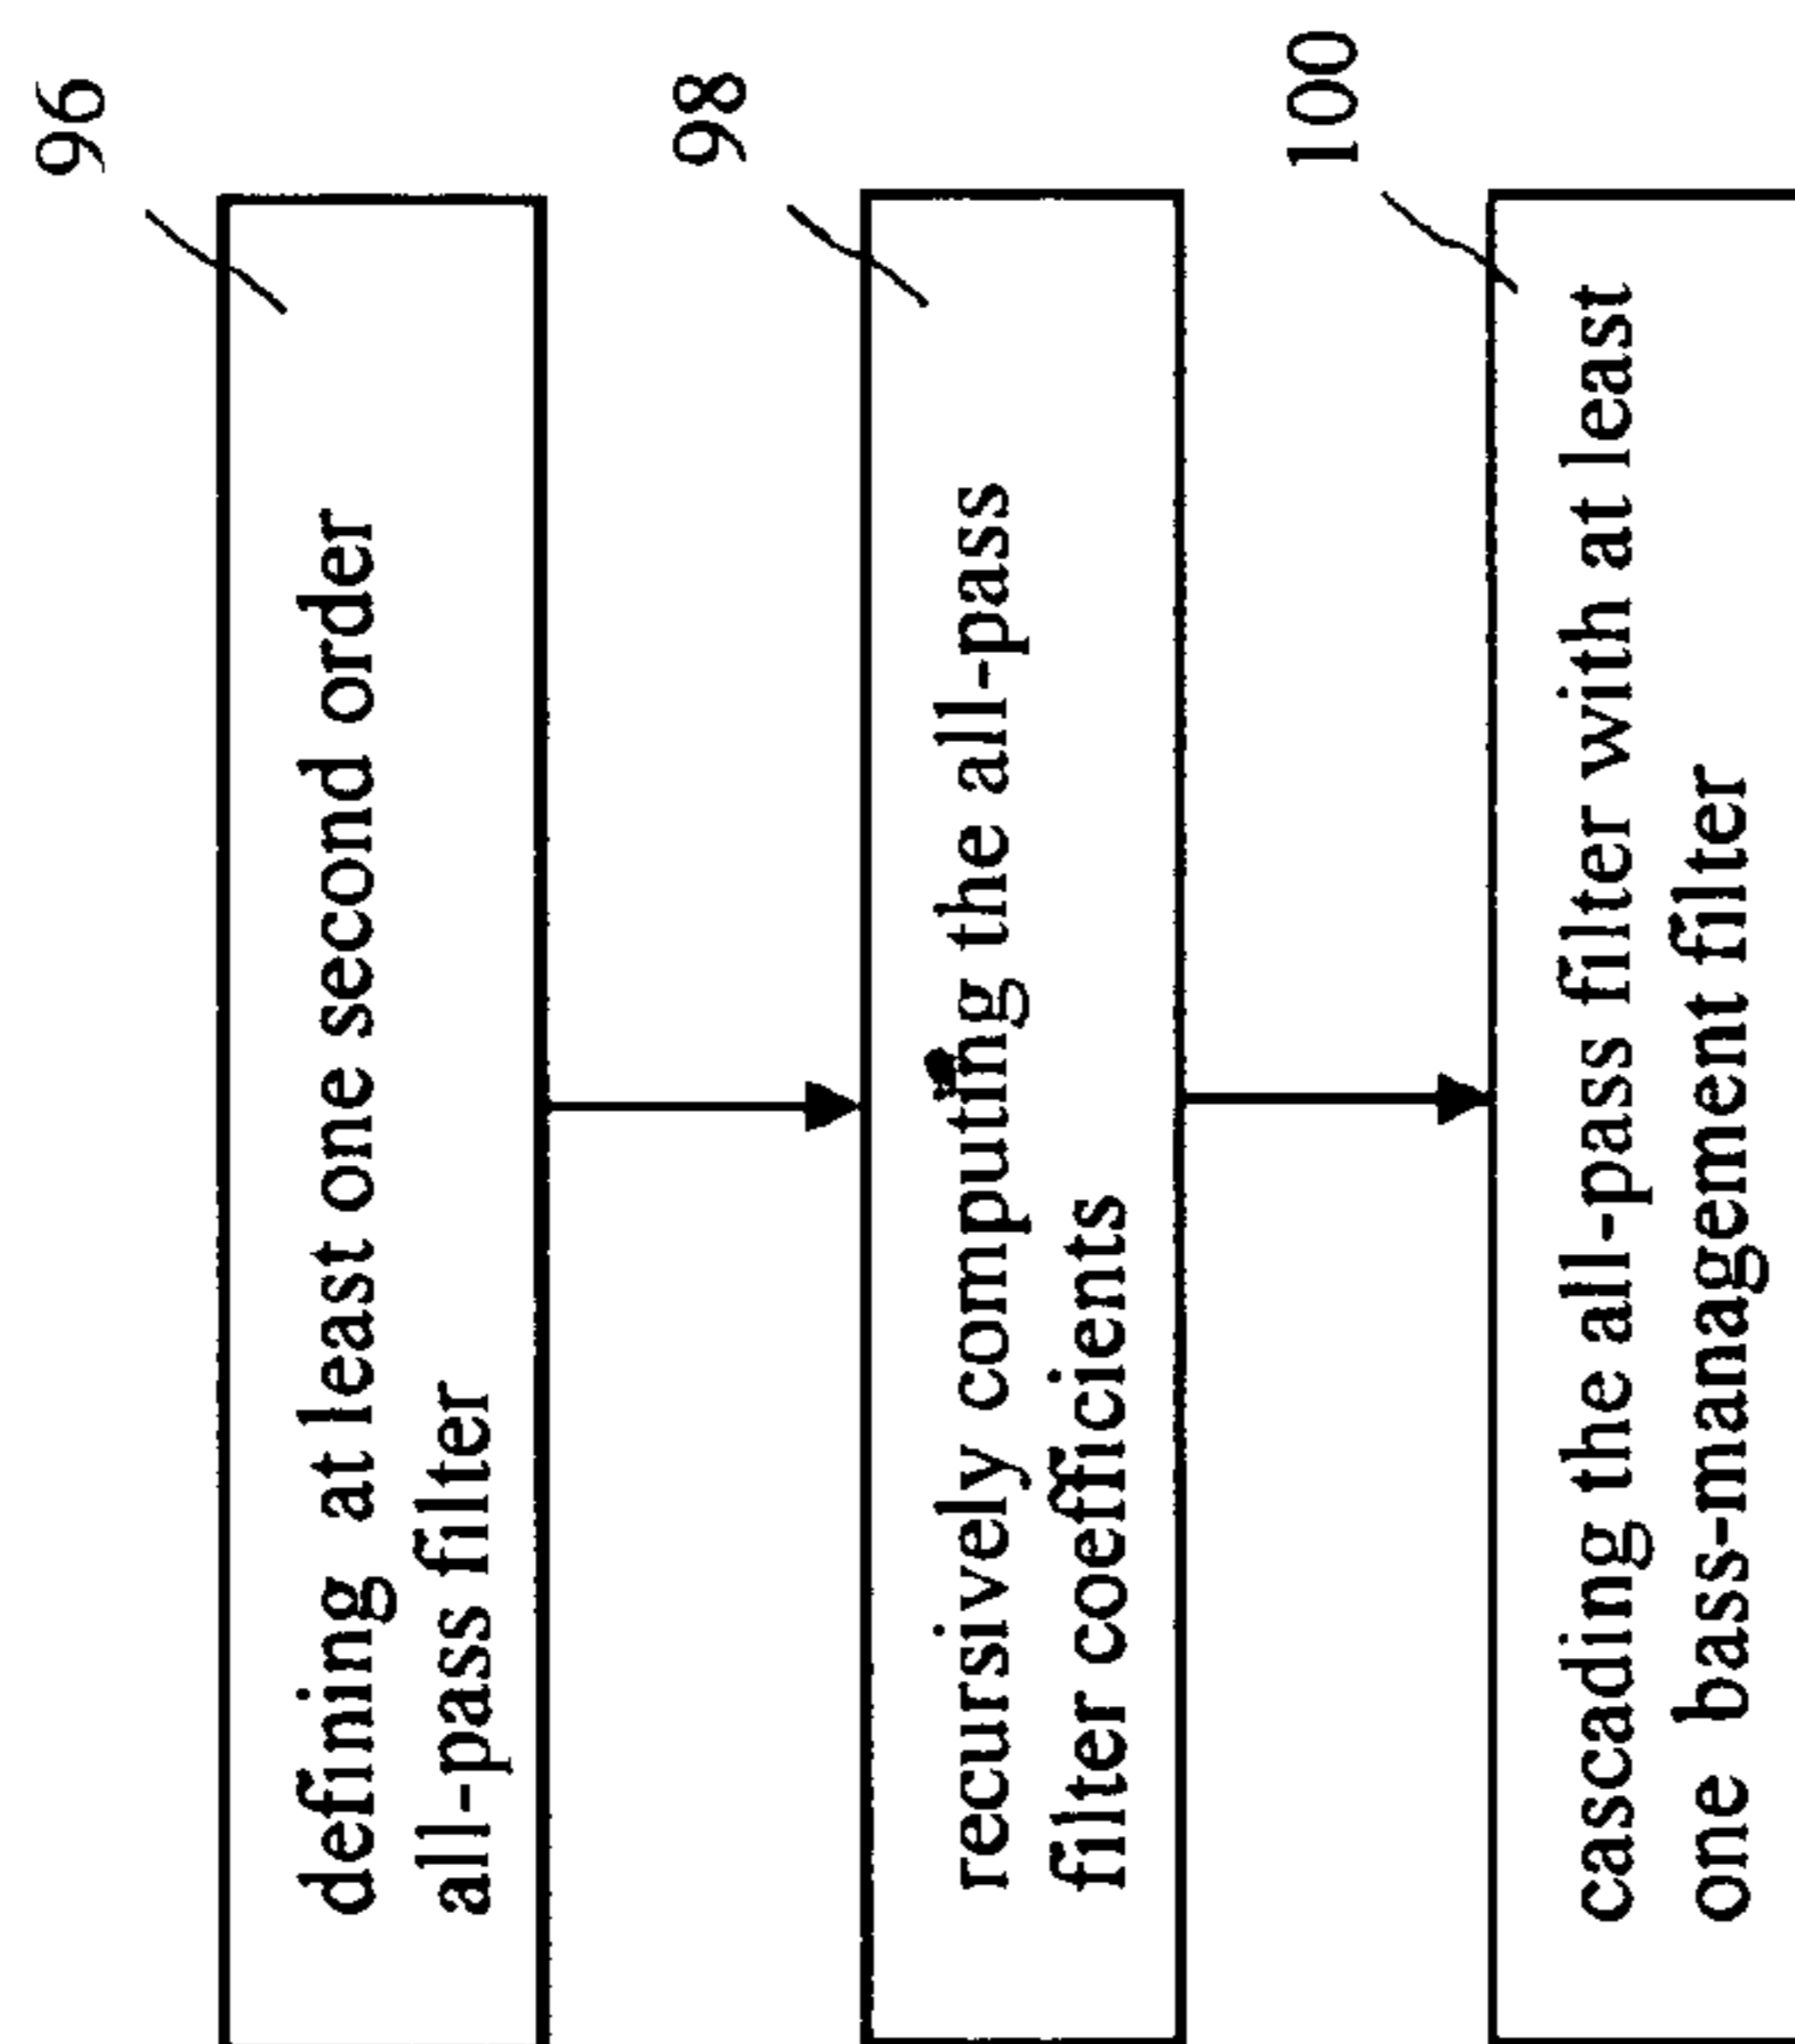 96
defining at least one second order
all-pass filter
98
recursively computing the all-pass
filter coefficients
100
cascading the all-pass filter with at least
one bass-management filter